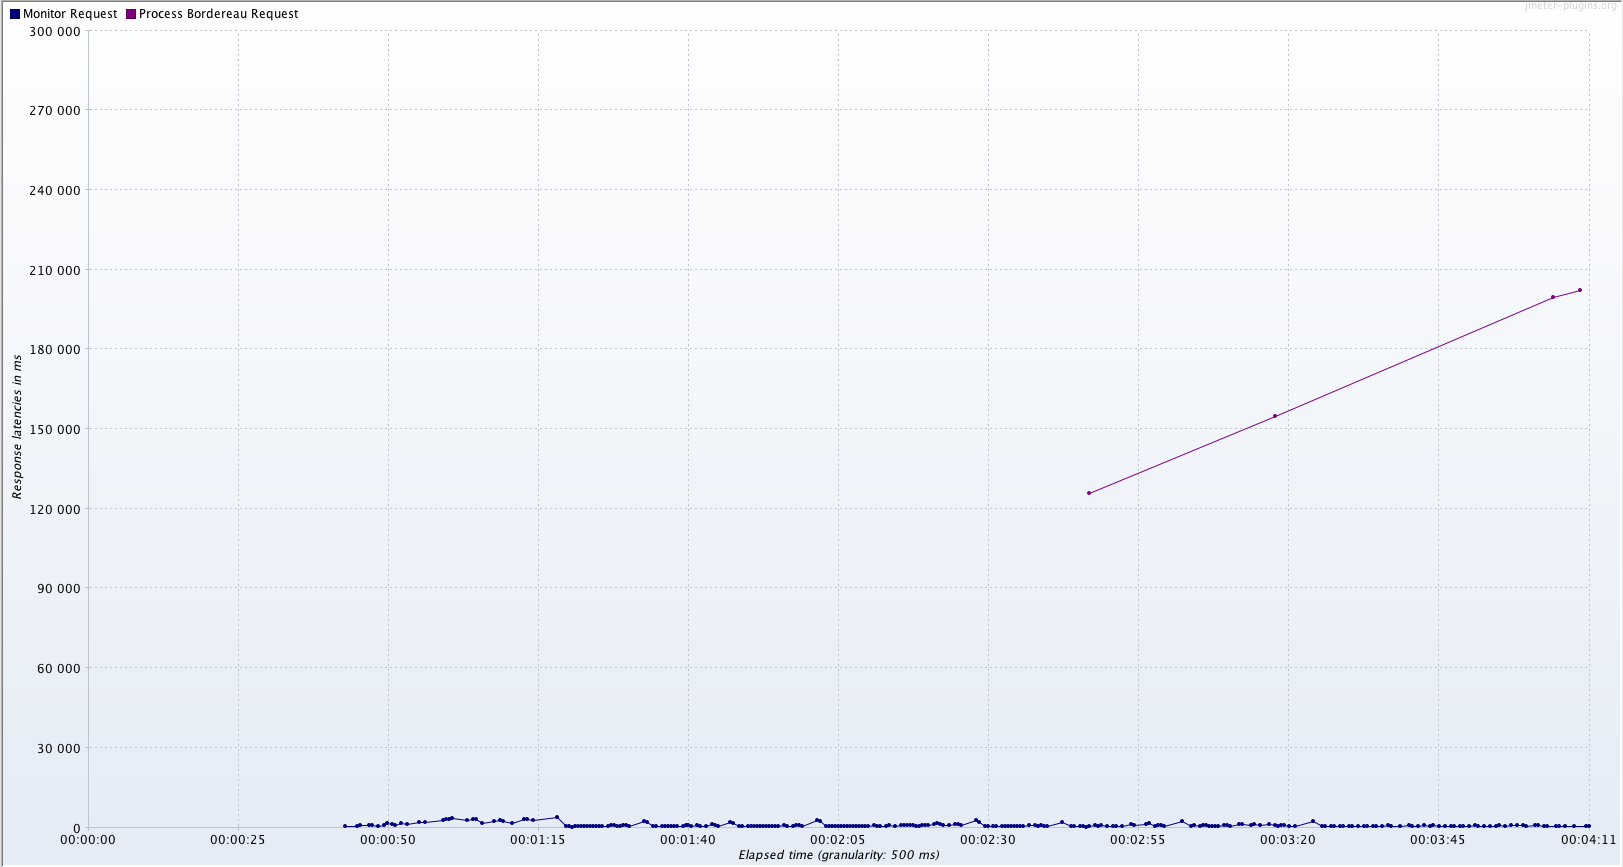 jmeter-plugins.org
Monitor Request Process Bordereau Request
300 000
270 000
240 000
210 000
180 000
150 000
120 000
90 000
60 000
30 000
0
Response latencies in ms
00:00:00 00:00:25 00:00:50 00:01:15 00:01:40 00:02:05 00:02:30 00:02:55 00:03:20 00:03:45 00:04:11
Elapsed time (granularity: 500 ms)